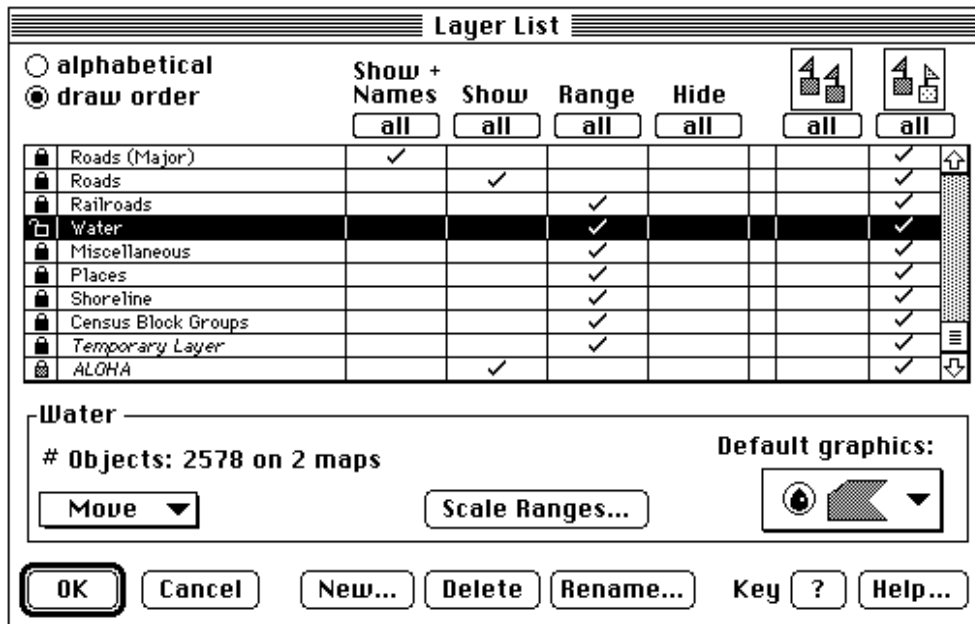 Layer List
alphabetical
draw order
Show + Names Show Range Hide
all all all all all all
Roads (Major)
Roads
Railroads
Water
Miscellaneous
Places
Shoreline
Census Block Groups
Temporary Layer
ALOHA
Water
# Objects: 2578 on 2 maps
Default graphics:
Move
Scale Ranges...
OK Cancel New... Delete Rename... Key ? Help...